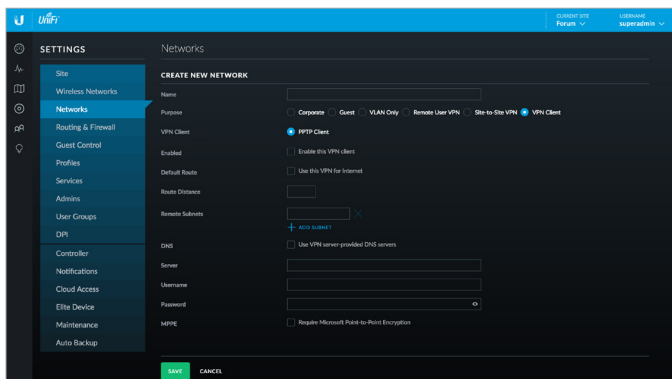 U UniFi
CURRENT SITE
Forum
USERNAME
superadmin
SETTINGS
Site
Wireless Networks
Networks
Routing & Firewall
Guest Control
Profiles
Services
Admins
User Groups
DPI
Controller
Notifications
Cloud Access
Elite Device
Maintenance
Auto Backup
Networks
CREATE NEW NETWORK
Name
Purpose Corporate Guest VLAN Only Remote User VPN Site-to-Site VPN VPN Client
VPN Client PPTP Client
Enabled Enable this VPN client
Default Route Use this VPN for Internet
Route Distance
Remote Subnets
ADD SUBNET
DNS Use VPN server-provided DNS servers
Server
Username
Password
MPPE Require Microsoft Point-to-Point Encryption
SAVE CANCEL